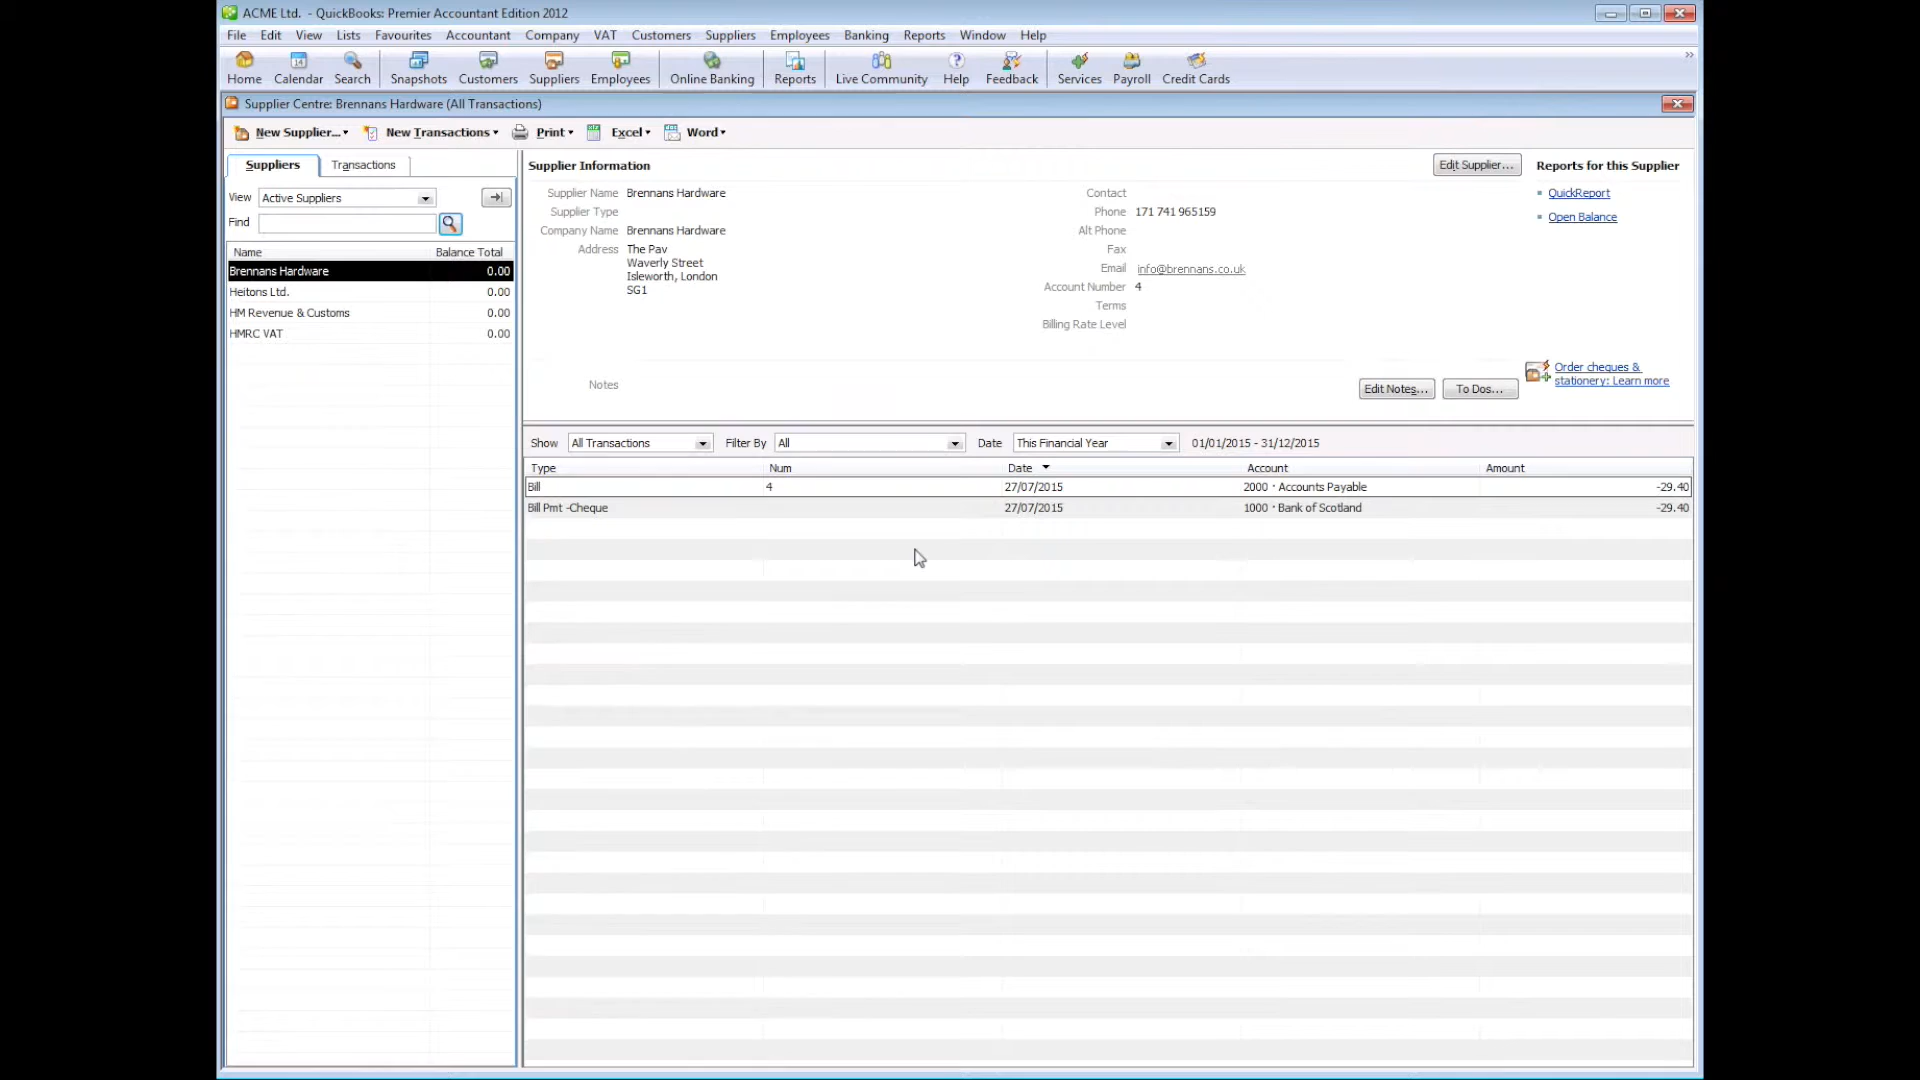 ACME Ltd. - QuickBooks: Premier Accountant Edition 2012
File Edit View Lists Favourites Accountant Company VAT Customers Suppliers Employees Banking Reports Window Help
14
Home Calendar Search Snapshots Customers Suppliers Employees Online Banking Reports Live Community Help Feedback Services Payroll Credit Cards
Supplier Centre: Brennans Hardware (All Transactions)
New Supplier... New Transactions Print Excel Word
Suppliers Transactions
View Active Suppliers
Find
Name Balance Total
Brennans Hardware 0.00
Heitons Ltd. 0.00
HM Revenue & Customs 0.00
HMRC VAT 0.00
Supplier Information Edit Supplier...
Supplier Name Brennans Hardware
Supplier Type
Company Name Brennans Hardware
Address The Pav
Waverly Street
Isleworth, London
SG1
Contact
Phone 171 741 965159
Alt Phone
Fax
Email info@brennans.co.uk
Account Number 4
Terms
Billing Rate Level
Notes
Edit Notes... To Dos...
Reports for this Supplier
QuickReport
Open Balance
Order cheques &
stationery: Learn more
Show All Transactions Filter By All Date This Financial Year 01/01/2015 - 31/12/2015
Type Num Date Account Amount
Bill 4 27/07/2015 2000 · Accounts Payable -29.40
Bill Pmt -Cheque 27/07/2015 1000 · Bank of Scotland -29.40